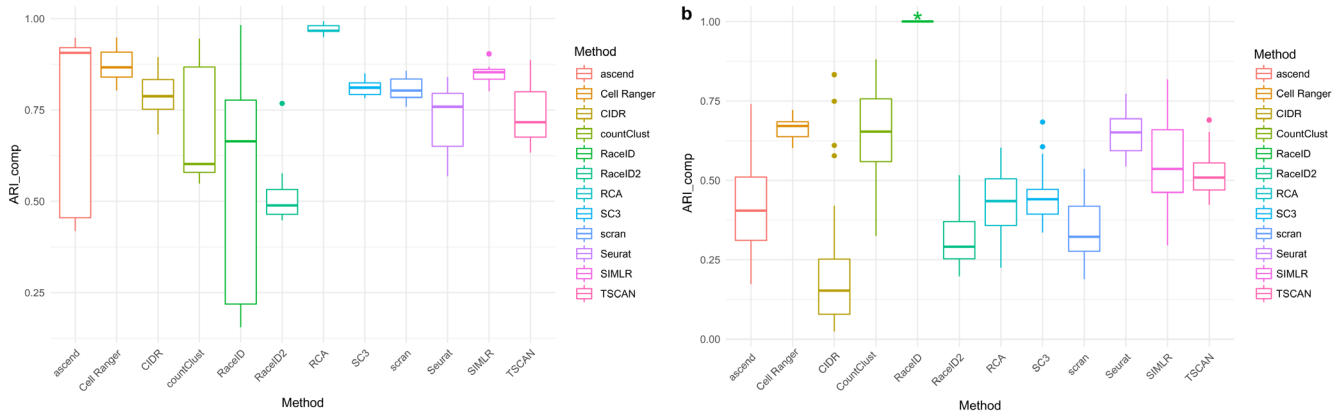 1.00
0.75
0.50
0.25
ARI_comp
ascend
Cell Ranger
CIDR
countClust
RaceID
RaceID2
RCA
SC3
scran
Seurat
SIMLR
TSCAN
Method
Method
ascend
Cell Ranger
CIDR
countClust
RaceID
RaceID2
RCA
SC3
scran
Seurat
SIMLR
TSCAN
b
1.00
0.75
0.50
0.25
0.00
ARI_comp
*
ascend
Cell Ranger
CIDR
CountClust
RaceID
RaceID2
RCA
SC3
scran
Seurat
SIMLR
TSCAN
Method
Method
ascend
Cell Ranger
CIDR
CountClust
RaceID
RaceID2
RCA
SC3
scran
Seurat
SIMLR
TSCAN